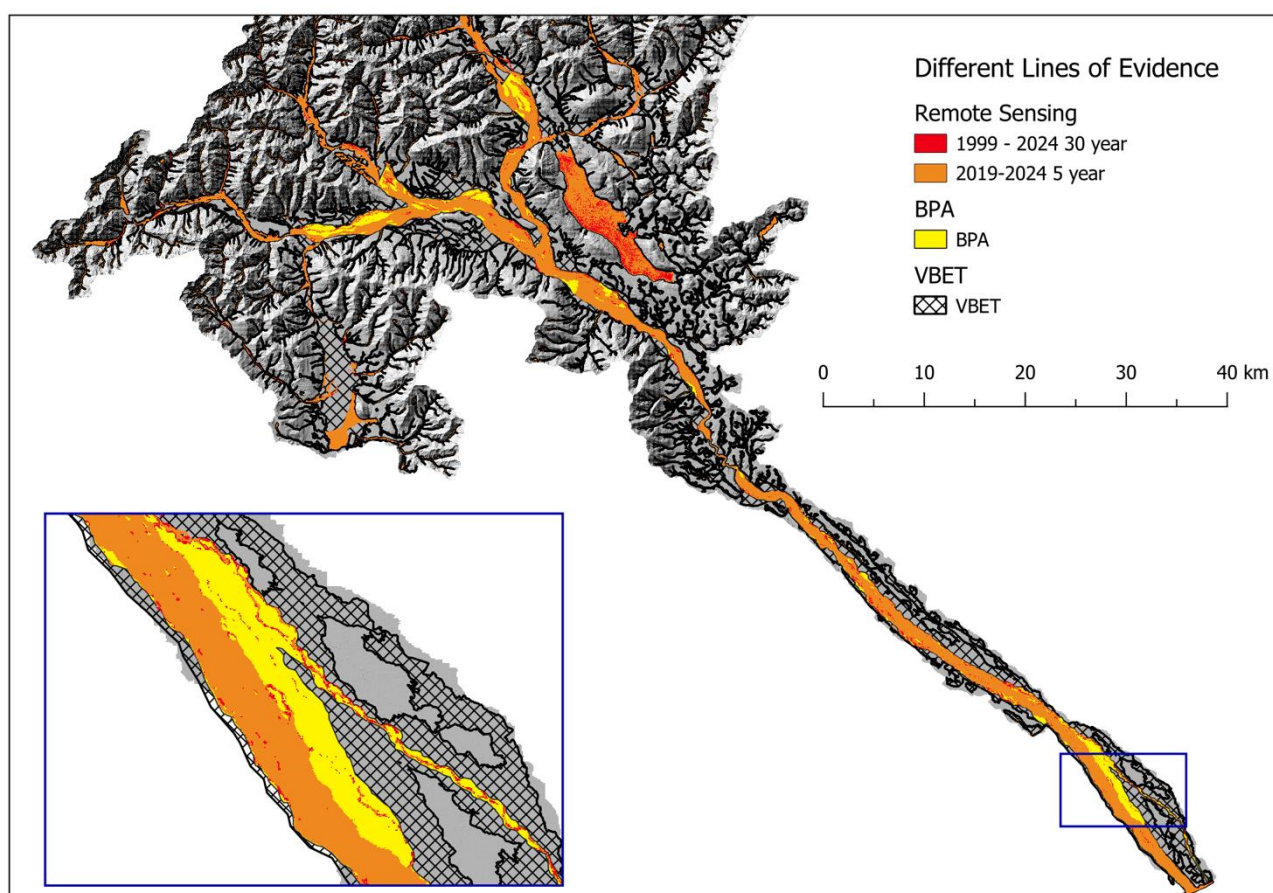 Different Lines of Evidence
Remote Sensing
1999 - 2024 30 year
2019-2024 5 year
BPA
BPA
VBET
VBET
0 10 20 30 40 km